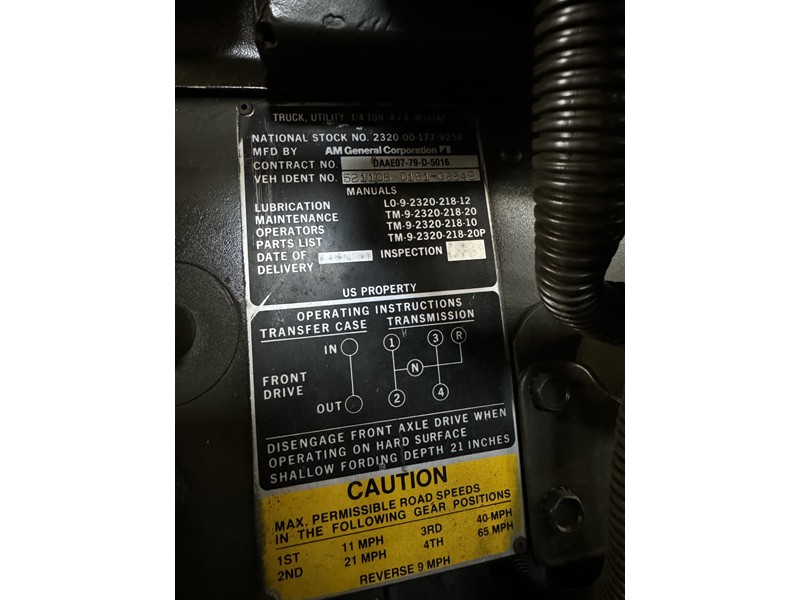 TRUCK, UTILITY, 1/4 TON, 4 x 4, M151A2
NATIONAL STOCK NO. 2320 00-177-9258
MFD BY AM General Corporation
CONTRACT NO. DAAE07-79-D-5016
VEH IDENT NO.
MANUALS
LUBRICATION LO-9-2320-218-12
MAINTENANCE TM-9-2320-218-20
OPERATORS TM-9-2320-218-10
PARTS LIST TM-9-2320-218-20P
DATE OF DELIVERY INSPECTION
US PROPERTY
OPERATING INSTRUCTIONS
TRANSFER CASE TRANSMISSION
IN 1 3 R
FRONT DRIVE N
OUT 2 4
DISENGAGE FRONT AXLE DRIVE WHEN
OPERATING ON HARD SURFACE
SHALLOW FORDING DEPTH 21 INCHES
CAUTION
MAX. PERMISSIBLE ROAD SPEEDS
IN THE FOLLOWING GEAR POSITIONS
1ST 11 MPH 3RD 40 MPH
2ND 21 MPH 4TH 65 MPH
REVERSE 9 MPH